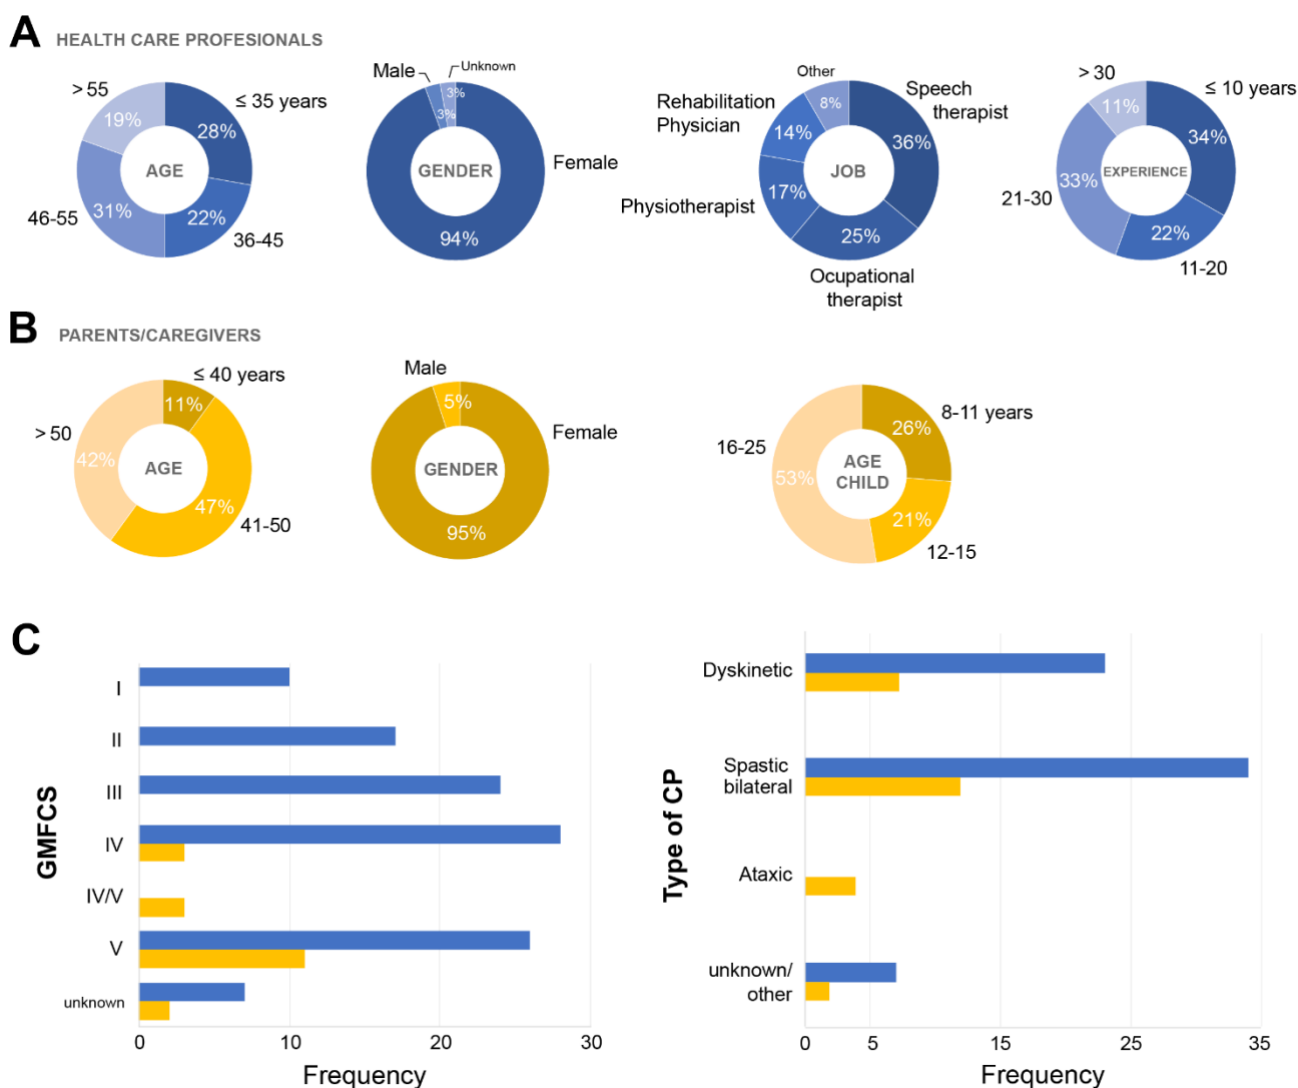 A HEALTH CARE PROFESIONALS
> 55
≤ 35 years
19%
28%
AGE
31%
22%
46-55
36-45
Male
Unknown
3%
3%
GENDER
Female
94%
Other
Speech
therapist
Rehabilitation
Physician
8%
14%
36%
JOB
17%
Physiotherapist
25%
Ocupational
therapist
> 30
≤ 10 years
11%
34%
33%
EXPERIENCE
21-30
22%
11-20
B PARENTS/CAREGIVERS
≤ 40 years
11%
> 50
42%
AGE
47%
41-50
Male
5%
Female
GENDER
95%
8-11 years
26%
16-25
53%
AGE
CHILD
21%
12-15
C
GMFCS
I
II
III
IV
IV/V
V
unknown
0 10 20 30
Frequency
Type of CP
Dyskinetic
Spastic
bilateral
Ataxic
unknown/
other
0 5 15 25 35
Frequency